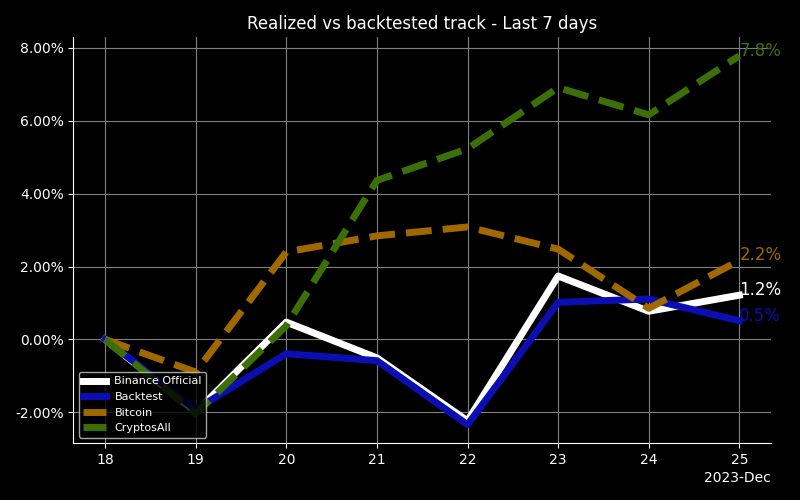 Realized vs backtested track - Last 7 days
8.00%
6.00%
4.00%
2.00%
0.00%
-2.00%
7.8%
2.2%
1.2%
0.5%
Binance Official
Backtest
Bitcoin
CryptosAll
18 19 20 21 22 23 24 25
2023-Dec